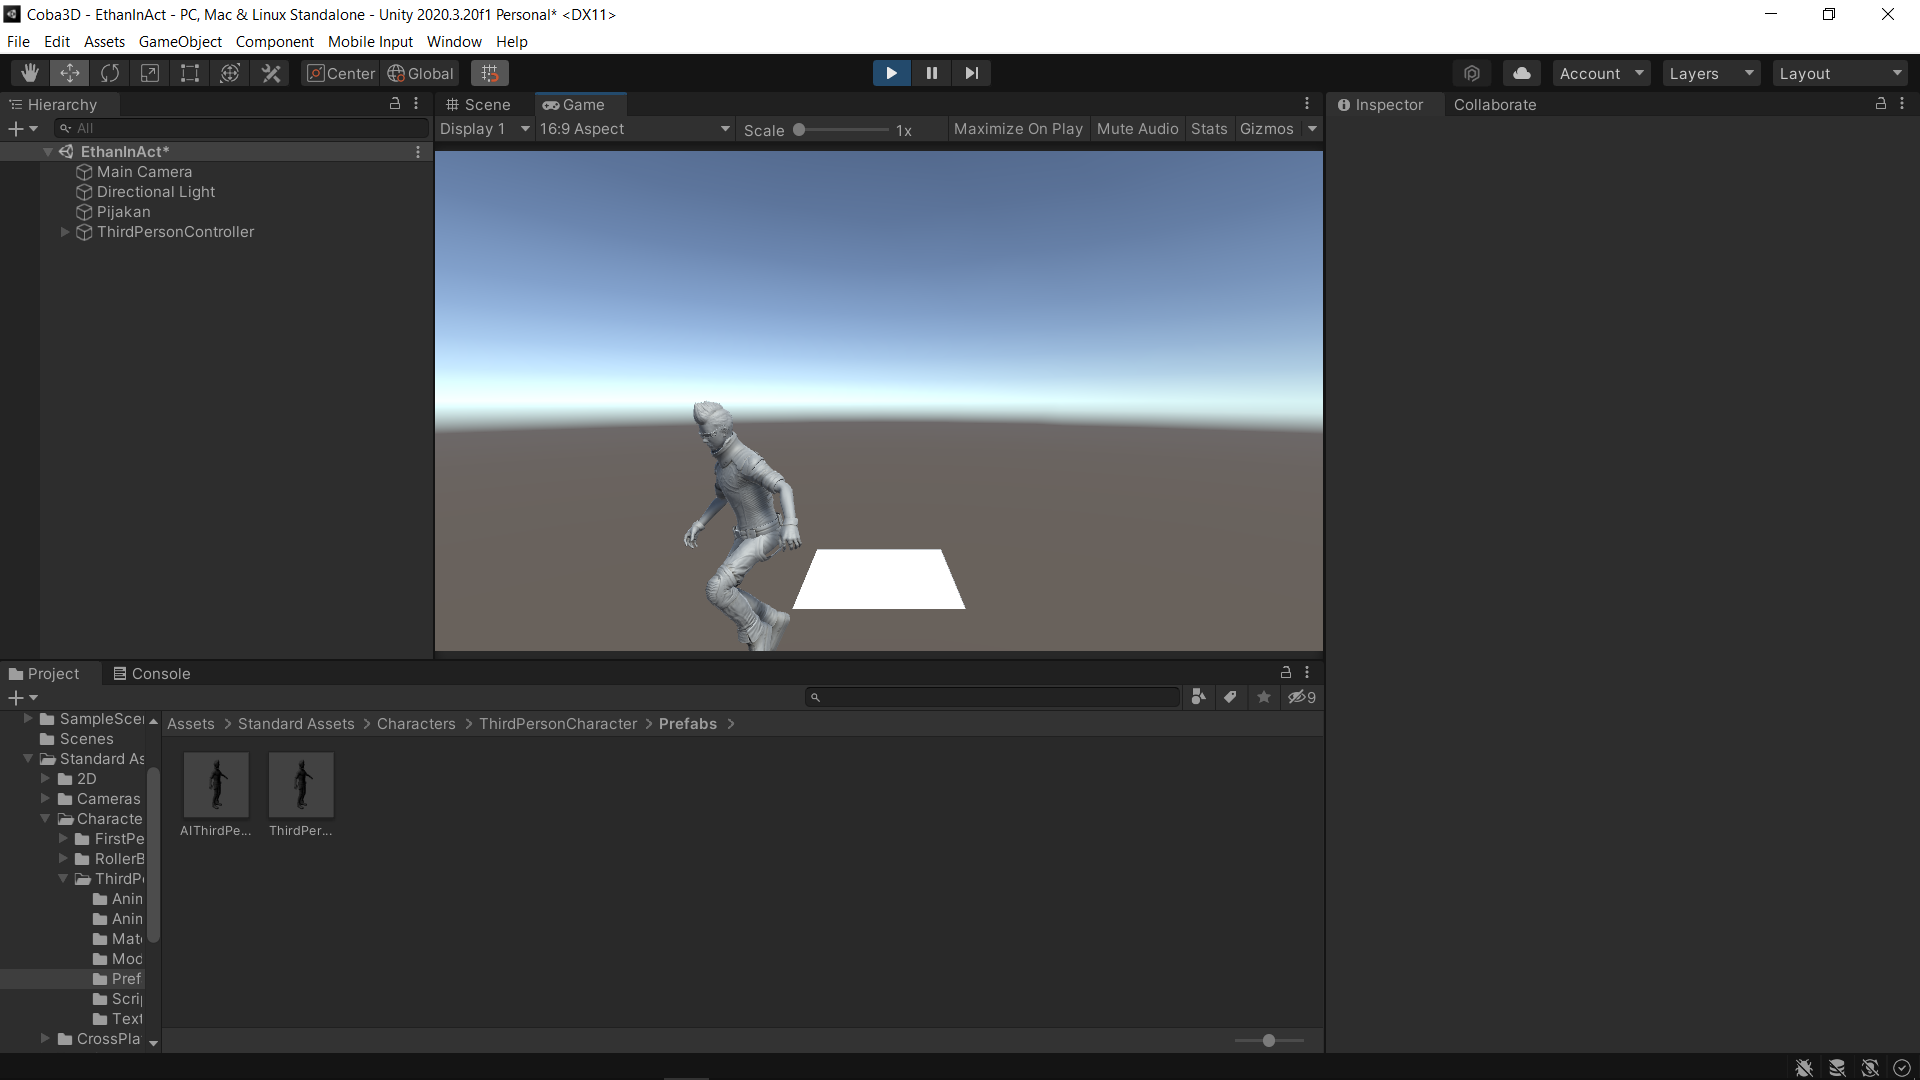 Coba3D - EthanInAct - PC, Mac & Linux Standalone - Unity 2020.3.20f1 Personal* <DX11>
File Edit Assets GameObject Component Mobile Input Window Help
Center Global Account Layers Layout
Hierarchy
All
EthanInAct*
Main Camera
Directional Light
Pijakan
ThirdPersonController
Scene Game
Display 1 16:9 Aspect Scale 1x Maximize On Play Mute Audio Stats Gizmos
Inspector Collaborate
Project Console
9
SampleScer
Scenes
Standard As
2D
Cameras
Characte
FirstPe
RollerB
ThirdP
Anim
Anim
Mat
Mod
Pref
Scri
Text
CrossPla
Assets > Standard Assets > Characters > ThirdPersonCharacter > Prefabs >
AIThirdPe... ThirdPer...